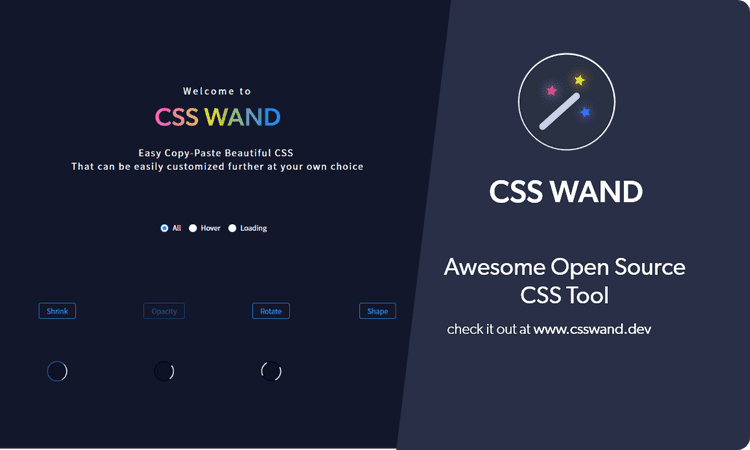 Welcome to
CSS WAND
Easy Copy-Paste Beautiful CSS
That can be easily customized further at your own choice
All Hover Loading
Shrink Opacity Rotate Shape
CSS WAND
Awesome Open Source
CSS Tool
check it out at www.csswand.dev